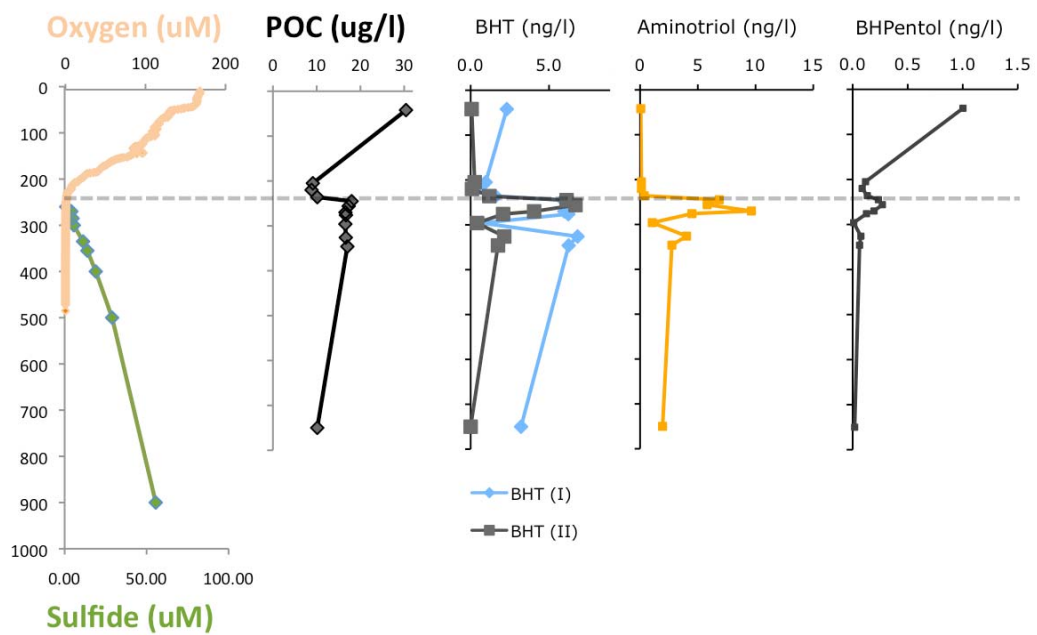 Oxygen (uM) POC (ug/l) BHT (ng/l) Aminotriol (ng/l) BHPentol (ng/l)
0 100 200 0 10 20 30 0.0 5.0 0 5 10 15 0.0 0.5 1.0 1.5
0
100
200
300
400
500
600
700
800
900
1000
BHT (I)
BHT (II)
0.00 50.00 100.00
Sulfide (uM)